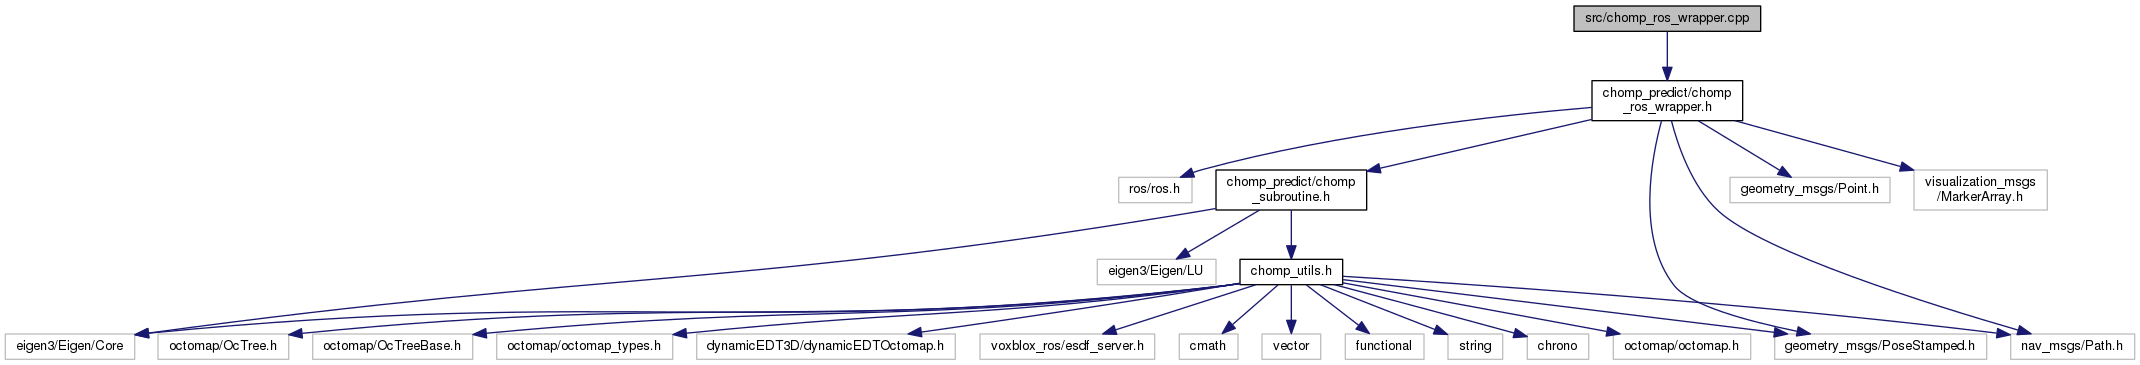 src/chomp_ros_wrapper.cpp
chomp_predict/chomp
_ros_wrapper.h
ros/ros.h
chomp_predict/chomp
_subroutine.h
geometry_msgs/Point.h
visualization_msgs
/MarkerArray.h
eigen3/Eigen/LU
chomp_utils.h
eigen3/Eigen/Core
octomap/OcTree.h
octomap/OcTreeBase.h
octomap/octomap_types.h
dynamicEDT3D/dynamicEDTOctomap.h
voxblox_ros/esdf_server.h
cmath
vector
functional
string
chrono
octomap/octomap.h
geometry_msgs/PoseStamped.h
nav_msgs/Path.h